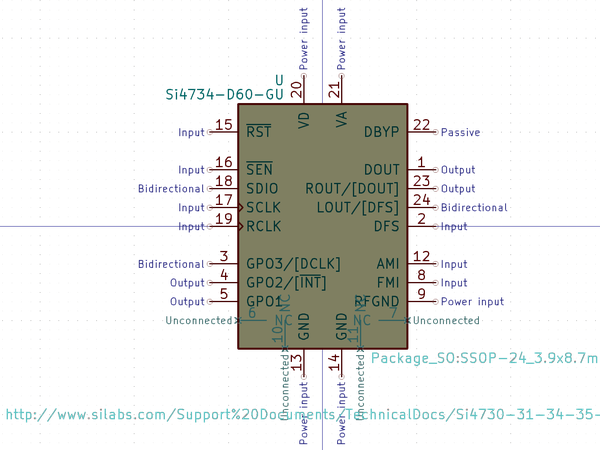 Power input
Power input
U
Si4734-D60-GU
20
21
VD
VA
Input 15 RST
DBYP 22 Passive
Input 16 SEN
DOUT 1 Output
Bidirectional 18 SDIO
ROUT/[DOUT] 23 Output
Input 17 SCLK
LOUT/[DFS] 24 Bidirectional
Input 19 RCLK
DFS 2 Input
Bidirectional 3 GPO3/[DCLK]
AMI 12 Input
Output 4 GPO2/[INT]
FMI 8 Input
Output 5 GPO1
RFGND 9 Power input
Unconnected 6 NC
NC 7 Unconnected
10 NC
11 NC
GND
GND
13
14
Unconnected
Unconnected
Power input
Power input
Package_SO:SSOP-24_3.9x8.7m
http://www.silabs.com/Support%20Documents/TechnicalDocs/Si4730-31-34-35-